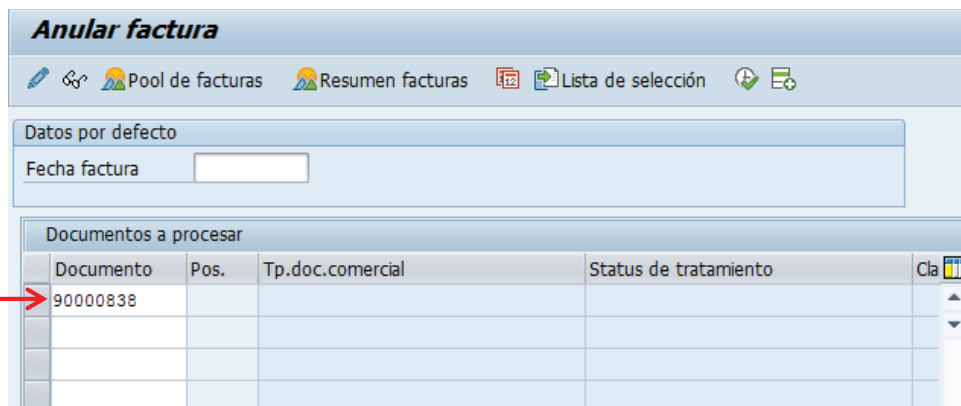 Anular factura
Pool de facturas Resumen facturas 12 Lista de selección
Datos por defecto
Fecha factura
Documentos a procesar
Documento Pos. Tp.doc.comercial Status de tratamiento Cla
90000838